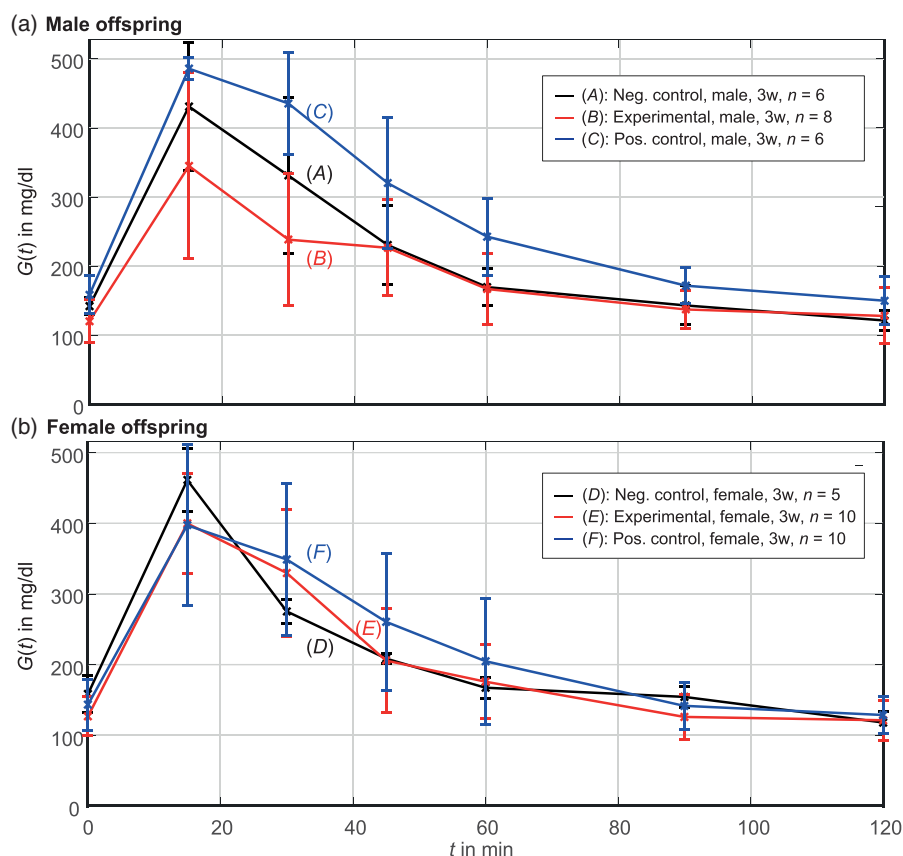 (a) Male offspring
500
400
300
200
100
0
G(t) in mg/dl
(A): Neg. control, male, 3w, n = 6
(B): Experimental, male, 3w, n = 8
(C): Pos. control, male, 3w, n = 6
(C)
(A)
(B)
(b) Female offspring
500
400
300
200
100
0
G(t) in mg/dl
(D): Neg. control, female, 3w, n = 5
(E): Experimental, female, 3w, n = 10
(F): Pos. control, female, 3w, n = 10
(F)
(E)
(D)
0 20 40 60 80 100 120
t in min